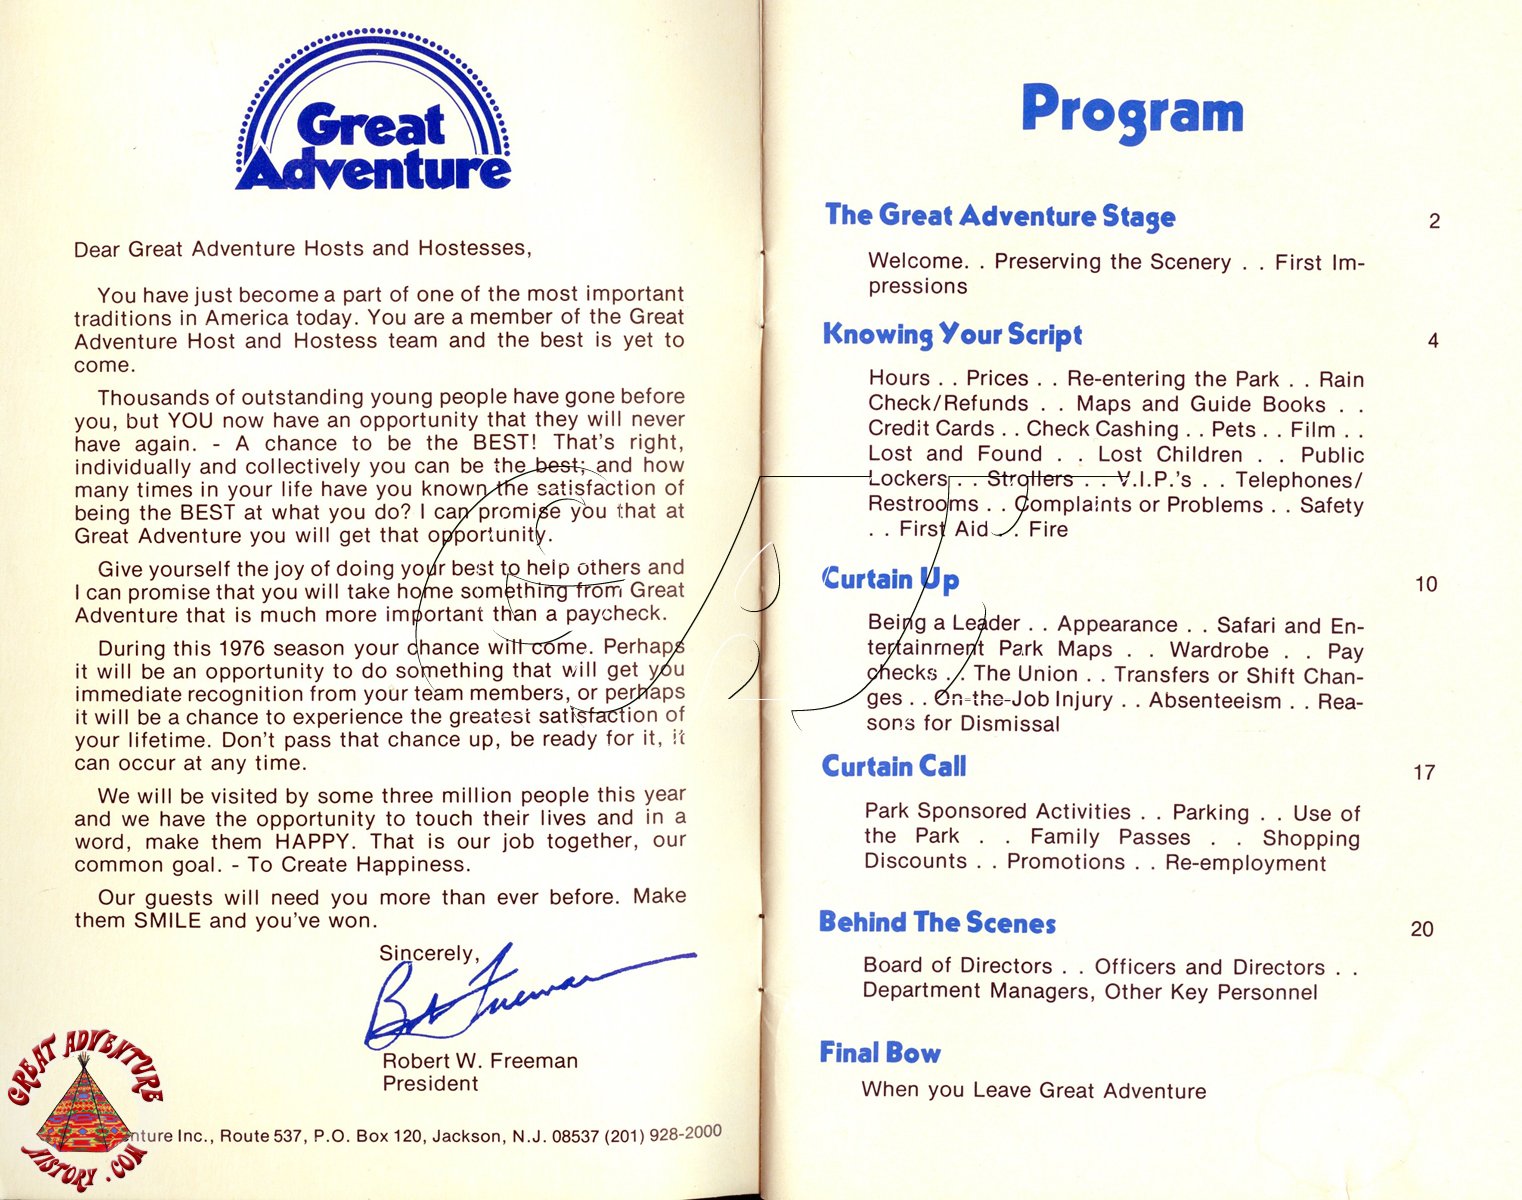 Great
Adventure
Dear Great Adventure Hosts and Hostesses,
You have just become a part of one of the most important
traditions in America today. You are a member of the Great
Adventure Host and Hostess team and the best is yet to
come.
Thousands of outstanding young people have gone before
you, but YOU now have an opportunity that they will never
have again. - A chance to be the BEST! That's right,
individually and collectively you can be the best; and how
many times in your life have you known the satisfaction of
being the BEST at what you do? I can promise you that at
Great Adventure you will get that opportunity.
Give yourself the joy of doing your best to help others and
I can promise that you will take home something from Great
Adventure that is much more important than a paycheck.
During this 1976 season your chance will come. Perhaps
it will be an opportunity to do something that will get you
immediate recognition from your team members, or perhaps
it will be a chance to experience the greatest satisfaction of
your lifetime. Don't pass that chance up, be ready for it, it
can occur at any time.
We will be visited by some three million people this year
and we have the opportunity to touch their lives and in a
word, make them HAPPY. That is our job together, our
common goal. - To Create Happiness.
Our guests will need you more than ever before. Make
them SMILE and you've won.
Sincerely,
Bob Freeman
Robert W. Freeman
President
nture Inc., Route 537, P.O. Box 120, Jackson, N.J. 08537 (201) 928-2000
GREAT ADVENTURE
HISTORY.COM
Program
The Great Adventure Stage 2
Welcome. . Preserving the Scenery . . First Im-
pressions
Knowing Your Script 4
Hours . . Prices . . Re-entering the Park . . Rain
Check/Refunds . . Maps and Guide Books . .
Credit Cards . . Check Cashing . . Pets . . Film . .
Lost and Found . . Lost Children . . Public
Lockers . . Strollers . . V.I.P.'s . . Telephones/
Restrooms . . Complaints or Problems . . Safety
. . First Aid . . Fire
Curtain Up 10
Being a Leader . . Appearance . . Safari and En-
tertainment Park Maps . . Wardrobe . . Pay
checks . . The Union . . Transfers or Shift Chan-
ges . . On-the-Job Injury . . Absenteeism . . Rea-
sons for Dismissal
Curtain Call 17
Park Sponsored Activities . . Parking . . Use of
the Park . . Family Passes . . Shopping
Discounts . . Promotions . . Re-employment
Behind The Scenes 20
Board of Directors . . Officers and Directors . .
Department Managers, Other Key Personnel
Final Bow
When you Leave Great Adventure